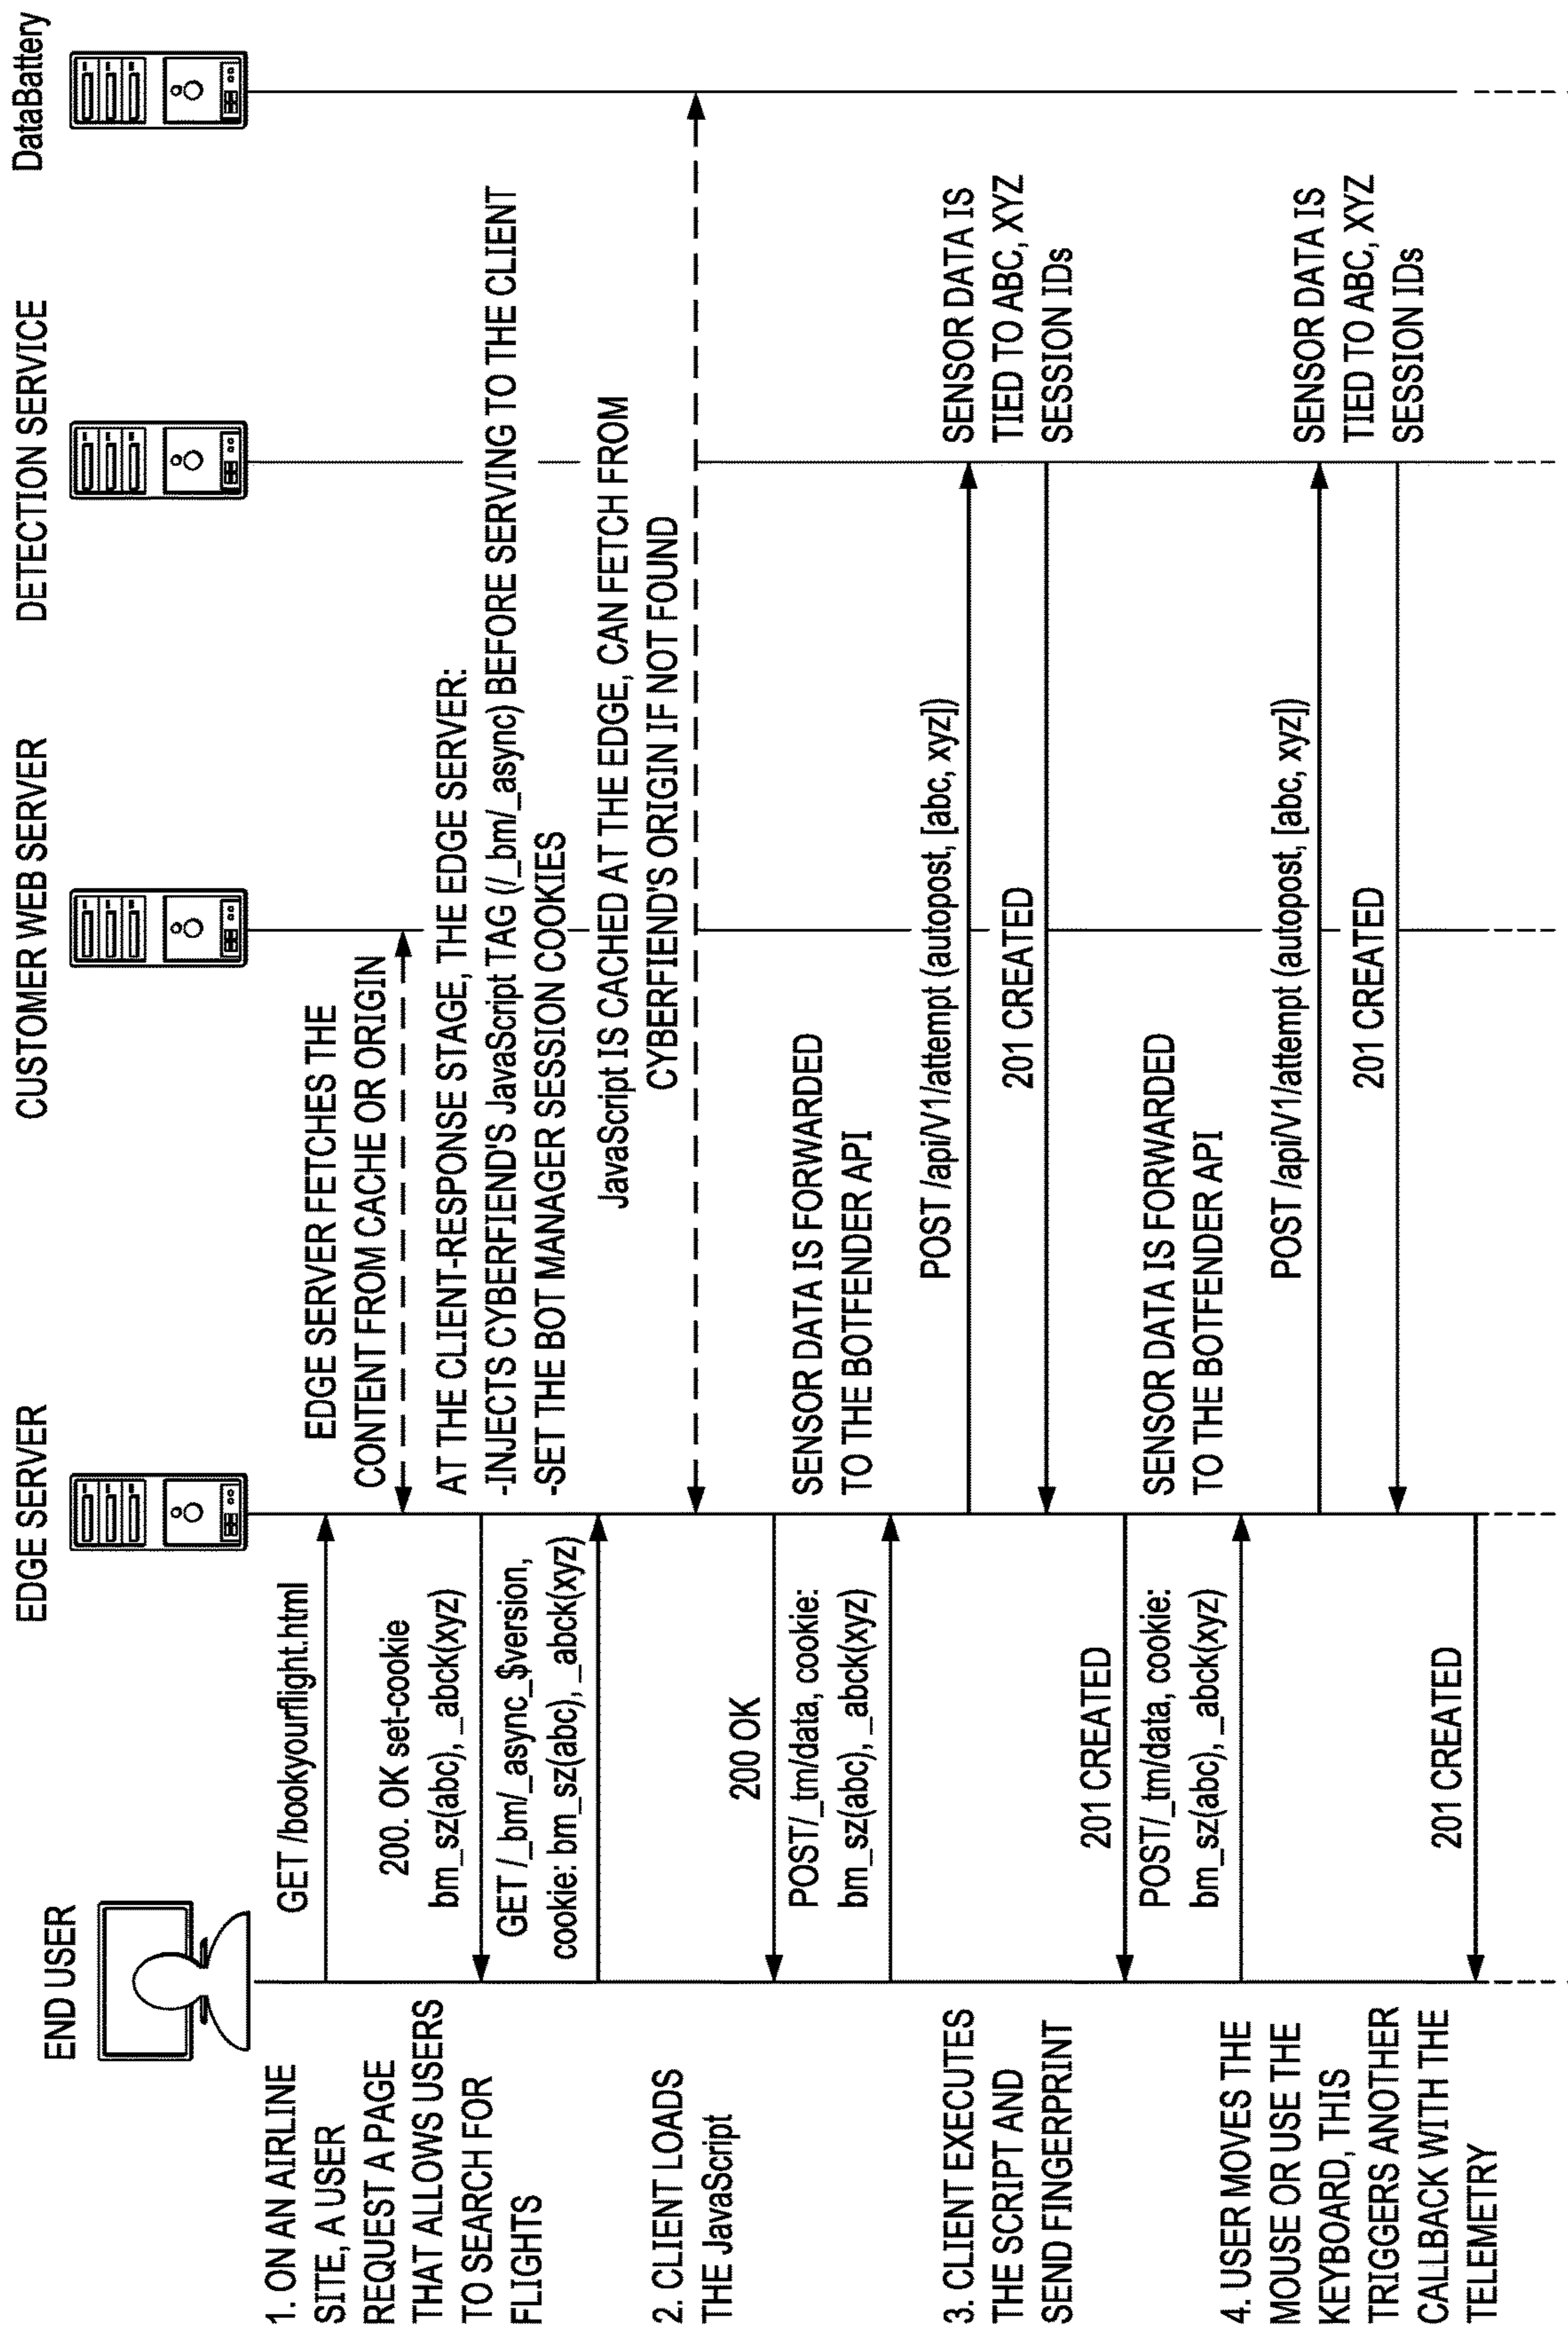 END USER
EDGE SERVER
CUSTOMER WEB SERVER
DETECTION SERVICE
DataBattery
1. ON AN AIRLINE
SITE, A USER
REQUEST A PAGE
THAT ALLOWS USERS
TO SEARCH FOR
FLIGHTS
GET /bookyourflight.html
EDGE SERVER FETCHES THE
CONTENT FROM CACHE OR ORIGIN
AT THE CLIENT-RESPONSE STAGE, THE EDGE SERVER:
-INJECTS CYBERFIEND'S JavaScript TAG (/_bm/_async) BEFORE SERVING TO THE CLIENT
-SET THE BOT MANAGER SESSION COOKIES
200. OK set-cookie
bm_sz(abc), _abck(xyz)
GET /_bm/_async_$version,
cookie: bm_sz(abc), _abck(xyz)
JavaScript IS CACHED AT THE EDGE, CAN FETCH FROM
CYBERFIEND'S ORIGIN IF NOT FOUND
2. CLIENT LOADS
THE JavaScript
200 OK
POST/_tm/data, cookie:
bm_sz(abc), _abck(xyz)
SENSOR DATA IS FORWARDED
TO THE BOTFENDER API
POST /api/V1/attempt (autopost, [abc, xyz])
SENSOR DATA IS
TIED TO ABC, XYZ
SESSION IDs
201 CREATED
3. CLIENT EXECUTES
THE SCRIPT AND
SEND FINGERPRINT
201 CREATED
POST/_tm/data, cookie:
bm_sz(abc), _abck(xyz)
SENSOR DATA IS FORWARDED
TO THE BOTFENDER API
POST /api/V1/attempt (autopost, [abc, xyz])
SENSOR DATA IS
TIED TO ABC, XYZ
SESSION IDs
201 CREATED
4. USER MOVES THE
MOUSE OR USE THE
KEYBOARD, THIS
TRIGGERS ANOTHER
CALLBACK WITH THE
TELEMETRY
201 CREATED